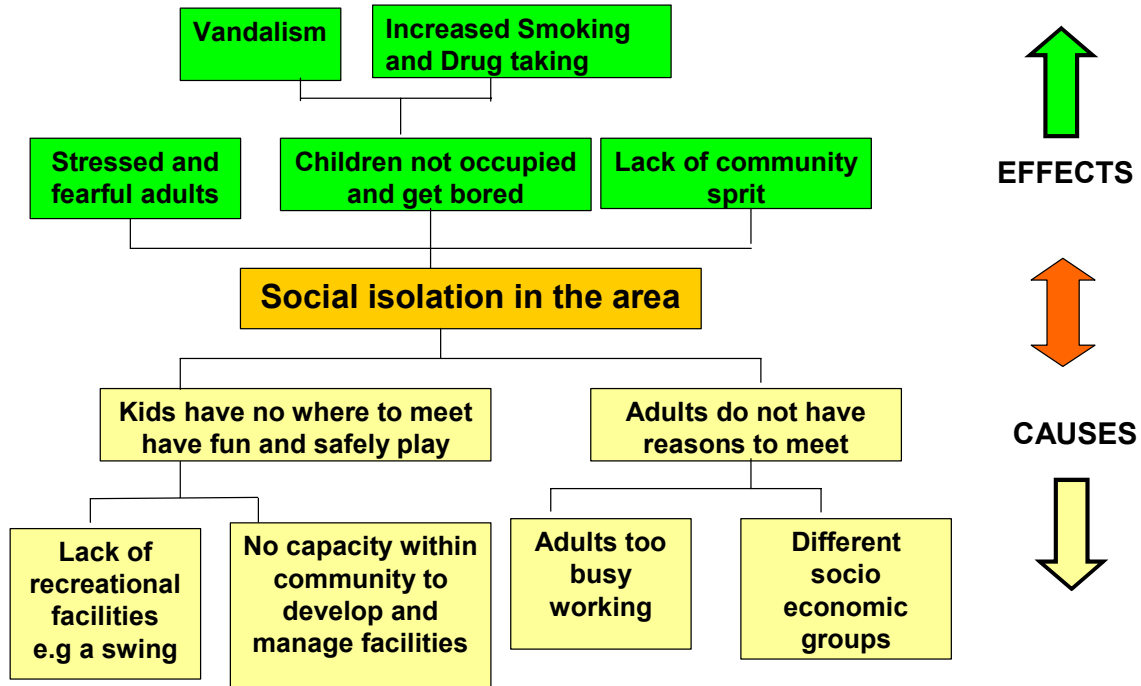 Vandalism
Increased Smoking
and Drug taking
Stressed and
fearful adults
Children not occupied
and get bored
Lack of community
sprit
EFFECTS
Social isolation in the area
Kids have no where to meet
have fun and safely play
Adults do not have
reasons to meet
CAUSES
Lack of
recreational
facilities
e.g a swing
No capacity within
community to
develop and
manage facilities
Adults too
busy
working
Different
socio
economic
groups